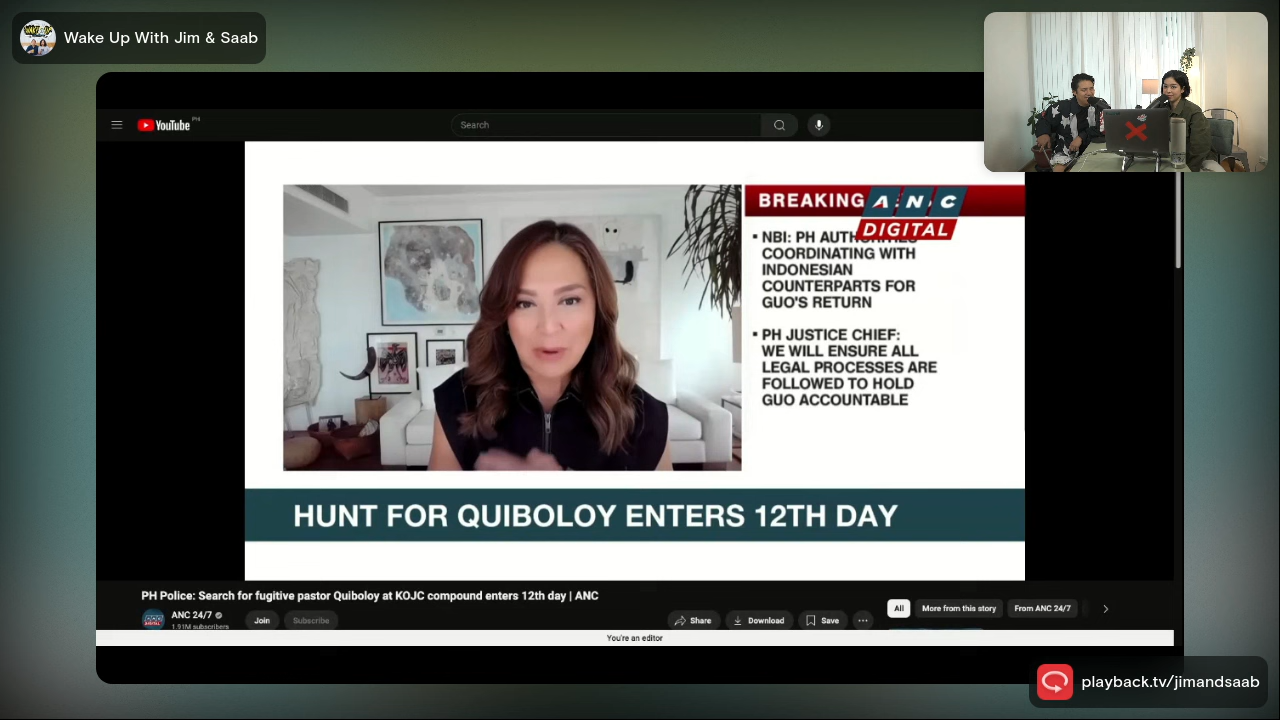 Wake Up With Jim & Saab
YouTube
PH
Search
BREAKING
ANC
DIGITAL
▪ NBI: PH AUTHORITIES
COORDINATING WITH
INDONESIAN
COUNTERPARTS FOR
GUO'S RETURN
▪ PH JUSTICE CHIEF:
WE WILL ENSURE ALL
LEGAL PROCESSES ARE
FOLLOWED TO HOLD
GUO ACCOUNTABLE
HUNT FOR QUIBOLOY ENTERS 12TH DAY
PH Police: Search for fugitive pastor Quiboloy at KOJC compound enters 12th day | ANC
ANC 24/7
1.91M subscribers
Join
Subscribe
Share
Download
Save
All
More from this story
From ANC 24/7
You're an editor
playback.tv/jimandsaab